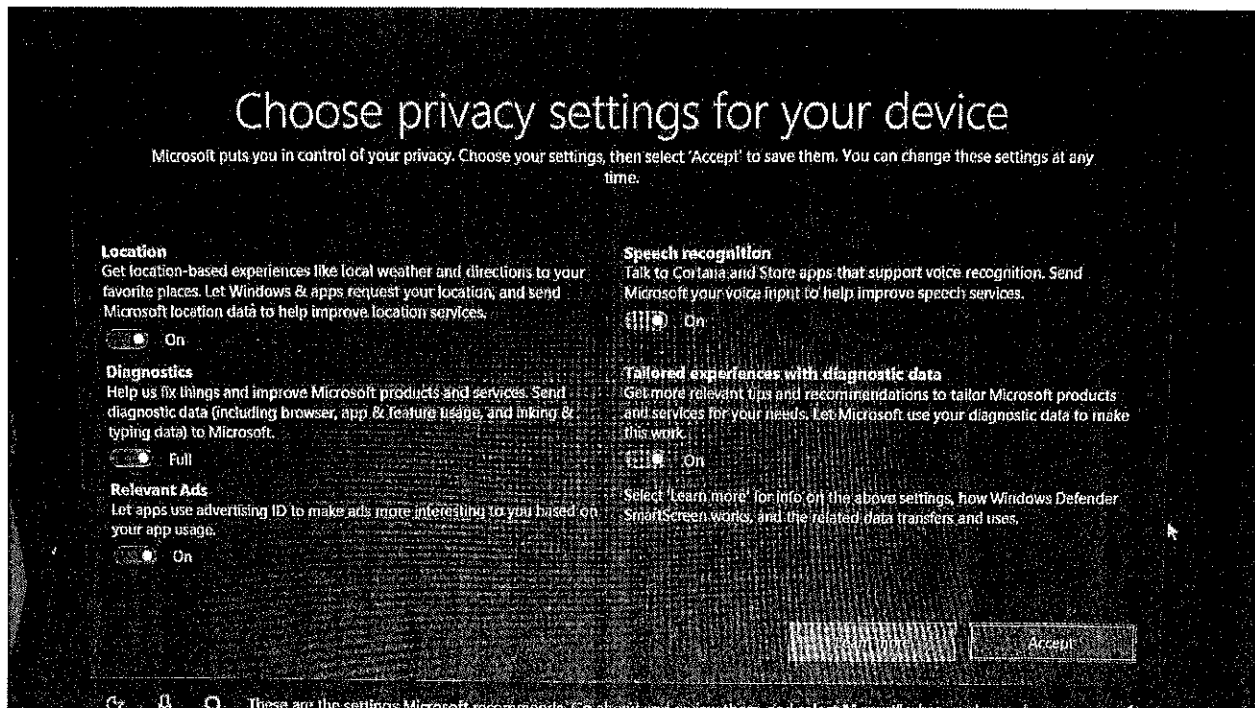 Choose privacy settings for your device
Microsoft puts you in control of your privacy. Choose your settings, then select 'Accept' to save them. You can change these settings at any
time.
Location
Get location-based experiences like local weather and directions to your
favorite places. Let Windows & apps request your location, and send
Microsoft location data to help improve location services.
On
Diagnostics
Help us fix things and improve Microsoft products and services. Send
diagnostic data (including browser, app & feature usage, and inking &
typing data) to Microsoft.
Full
Relevant Ads
Let apps use advertising ID to make ads more interesting to you based on
your app usage.
On
Speech recognition
Talk to Cortana and Store apps that support voice recognition. Send
Microsoft your voice input to help improve speech services.
On
Tailored experiences with diagnostic data
Get more relevant tips and recommendations to tailor Microsoft products
and services for your needs. Let Microsoft use your diagnostic data to make
this work.
On
Select 'Learn more' for info on the above settings, how Windows Defender
SmartScreen works, and the related data transfers and uses.
Learn more
Accept
These are the settings Microsoft recommends